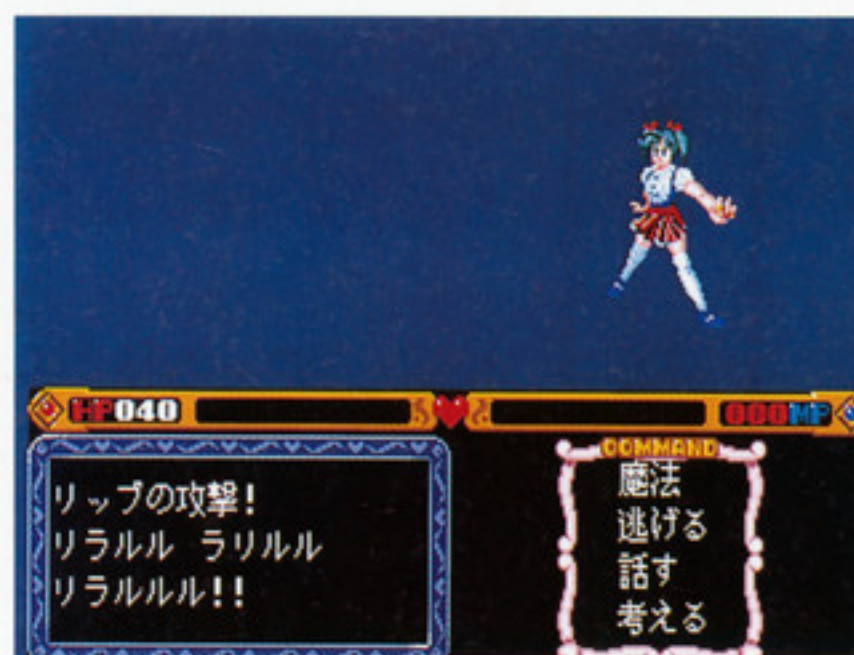 HP040
000MP
リップの攻撃!
リラルル ラリルル
リラルルル!!
COMMAND
魔法
逃げる
話す
考える